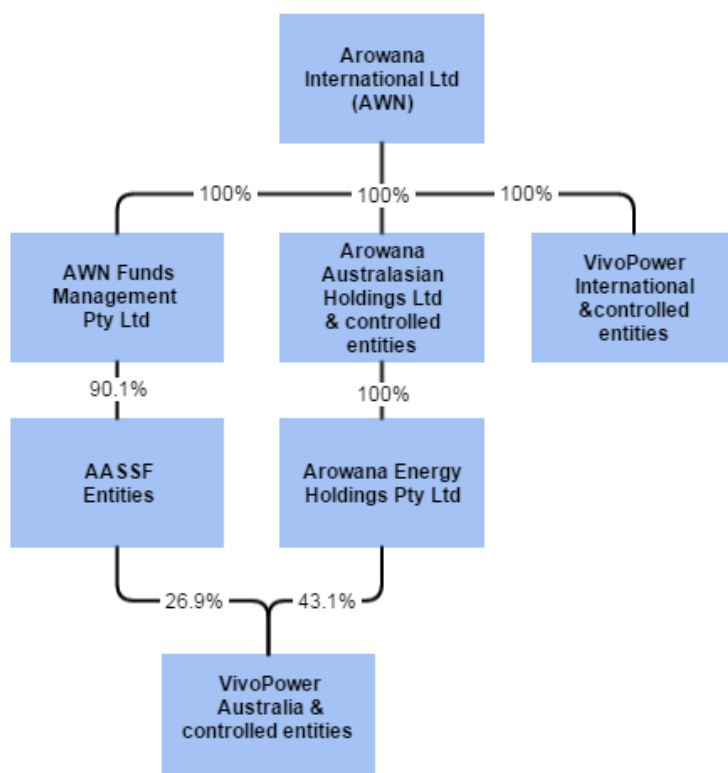 Arowana
International Ltd
(AWN)
100%
100%
100%
AWN Funds
Management
Pty Ltd
Arowana
Australasian
Holdings Ltd
& controlled
entities
VivoPower
International
&controlled
entities
90.1%
100%
AASSF
Entities
Arowana Energy
Holdings Pty Ltd
26.9%
43.1%
VivoPower
Australia &
controlled entities